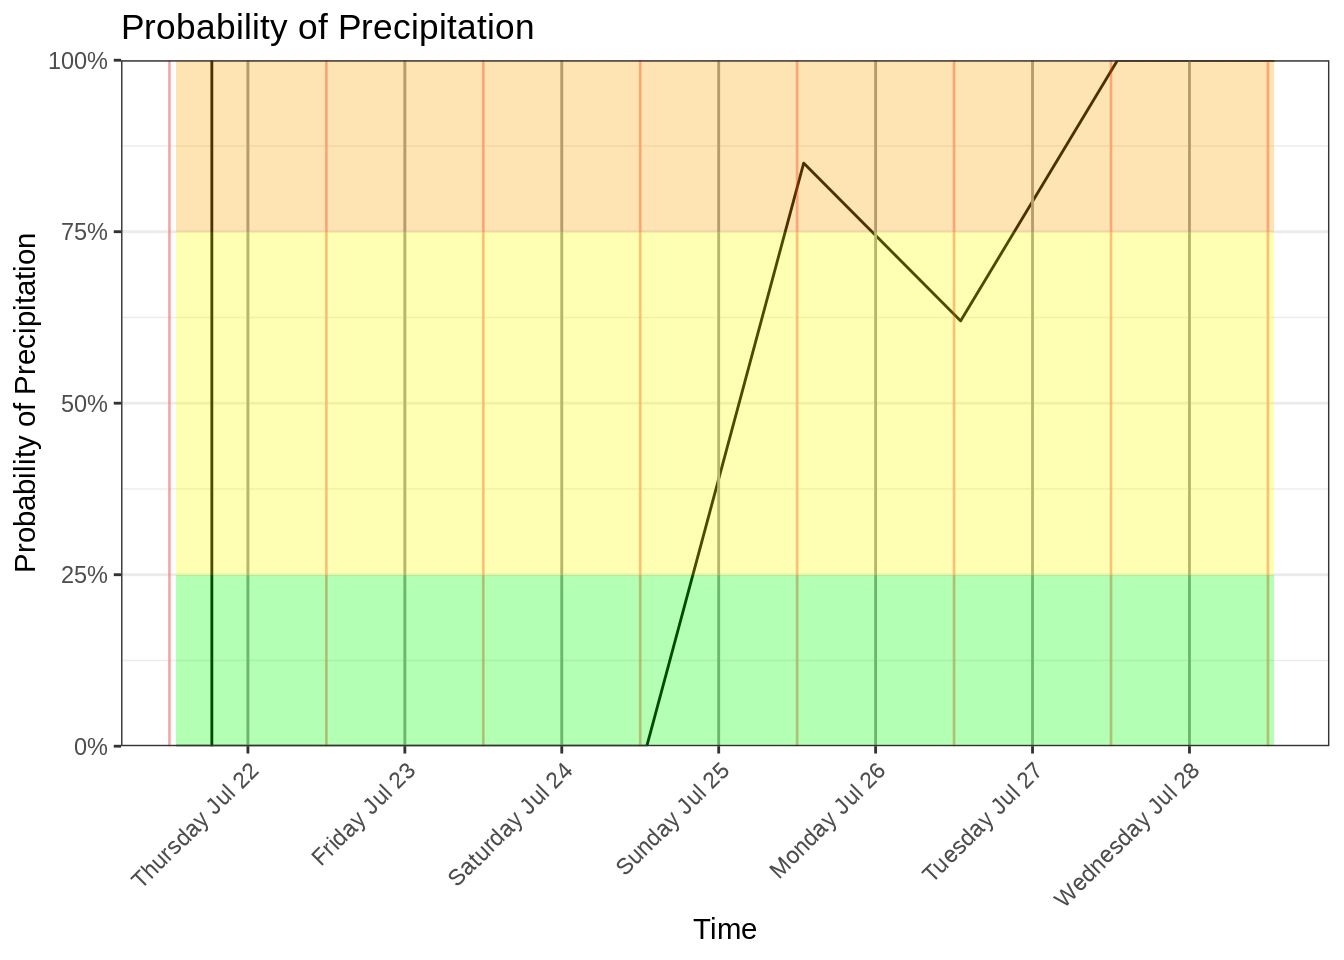 Probability of Precipitation
100%
75%
50%
25%
0%
Probability of Precipitation
Thursday Jul 22
Friday Jul 23
Saturday Jul 24
Sunday Jul 25
Monday Jul 26
Tuesday Jul 27
Wednesday Jul 28
Time